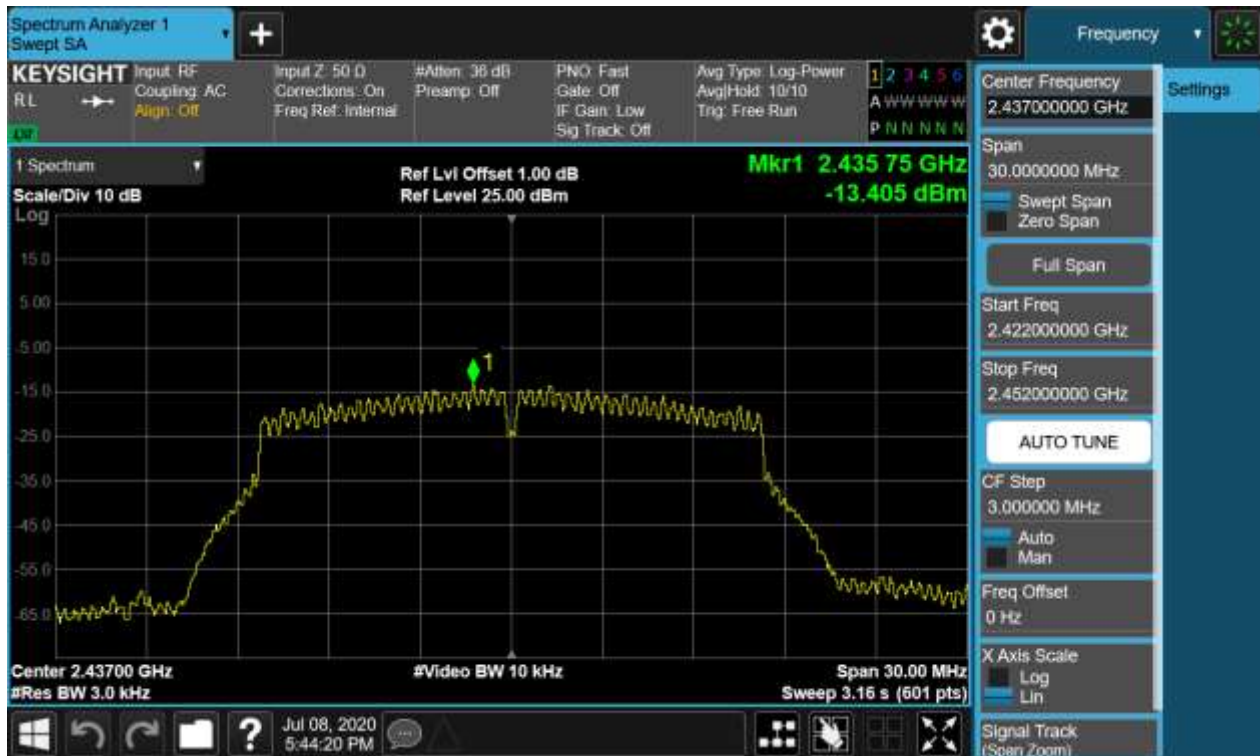 Spectrum Analyzer 1
Swept SA
+
Frequency
KEYSIGHT
RL
Input: RF
Coupling: AC
Align: Off
Input Z: 50 Ω
Corrections: On
Freq Ref: Internal
#Atten: 36 dB
Preamp: Off
PNO: Fast
Gate: Off
IF Gain: Low
Sig Track: Off
Avg Type: Log-Power
Avg|Hold: 10/10
Trig: Free Run
1 2 3 4 5 6
A W W W W W
P N N N N N
1 Spectrum
Scale/Div 10 dB
Log
Ref Lvl Offset 1.00 dB
Ref Level 25.00 dBm
Mkr1 2.435 75 GHz
-13.405 dBm
15.0
5.00
-5.00
-15.0
-25.0
-35.0
-45.0
-55.0
-65.0
1
Center 2.43700 GHz
#Res BW 3.0 kHz
#Video BW 10 kHz
Span 30.00 MHz
Sweep 3.16 s (601 pts)
Center Frequency
2.437000000 GHz
Settings
Span
30.0000000 MHz
Swept Span
Zero Span
Full Span
Start Freq
2.422000000 GHz
Stop Freq
2.452000000 GHz
AUTO TUNE
CF Step
3.000000 MHz
Auto
Man
Freq Offset
0 Hz
X Axis Scale
Log
Lin
Signal Track
(Span Zoom)
?
Jul 08, 2020
5:44:20 PM